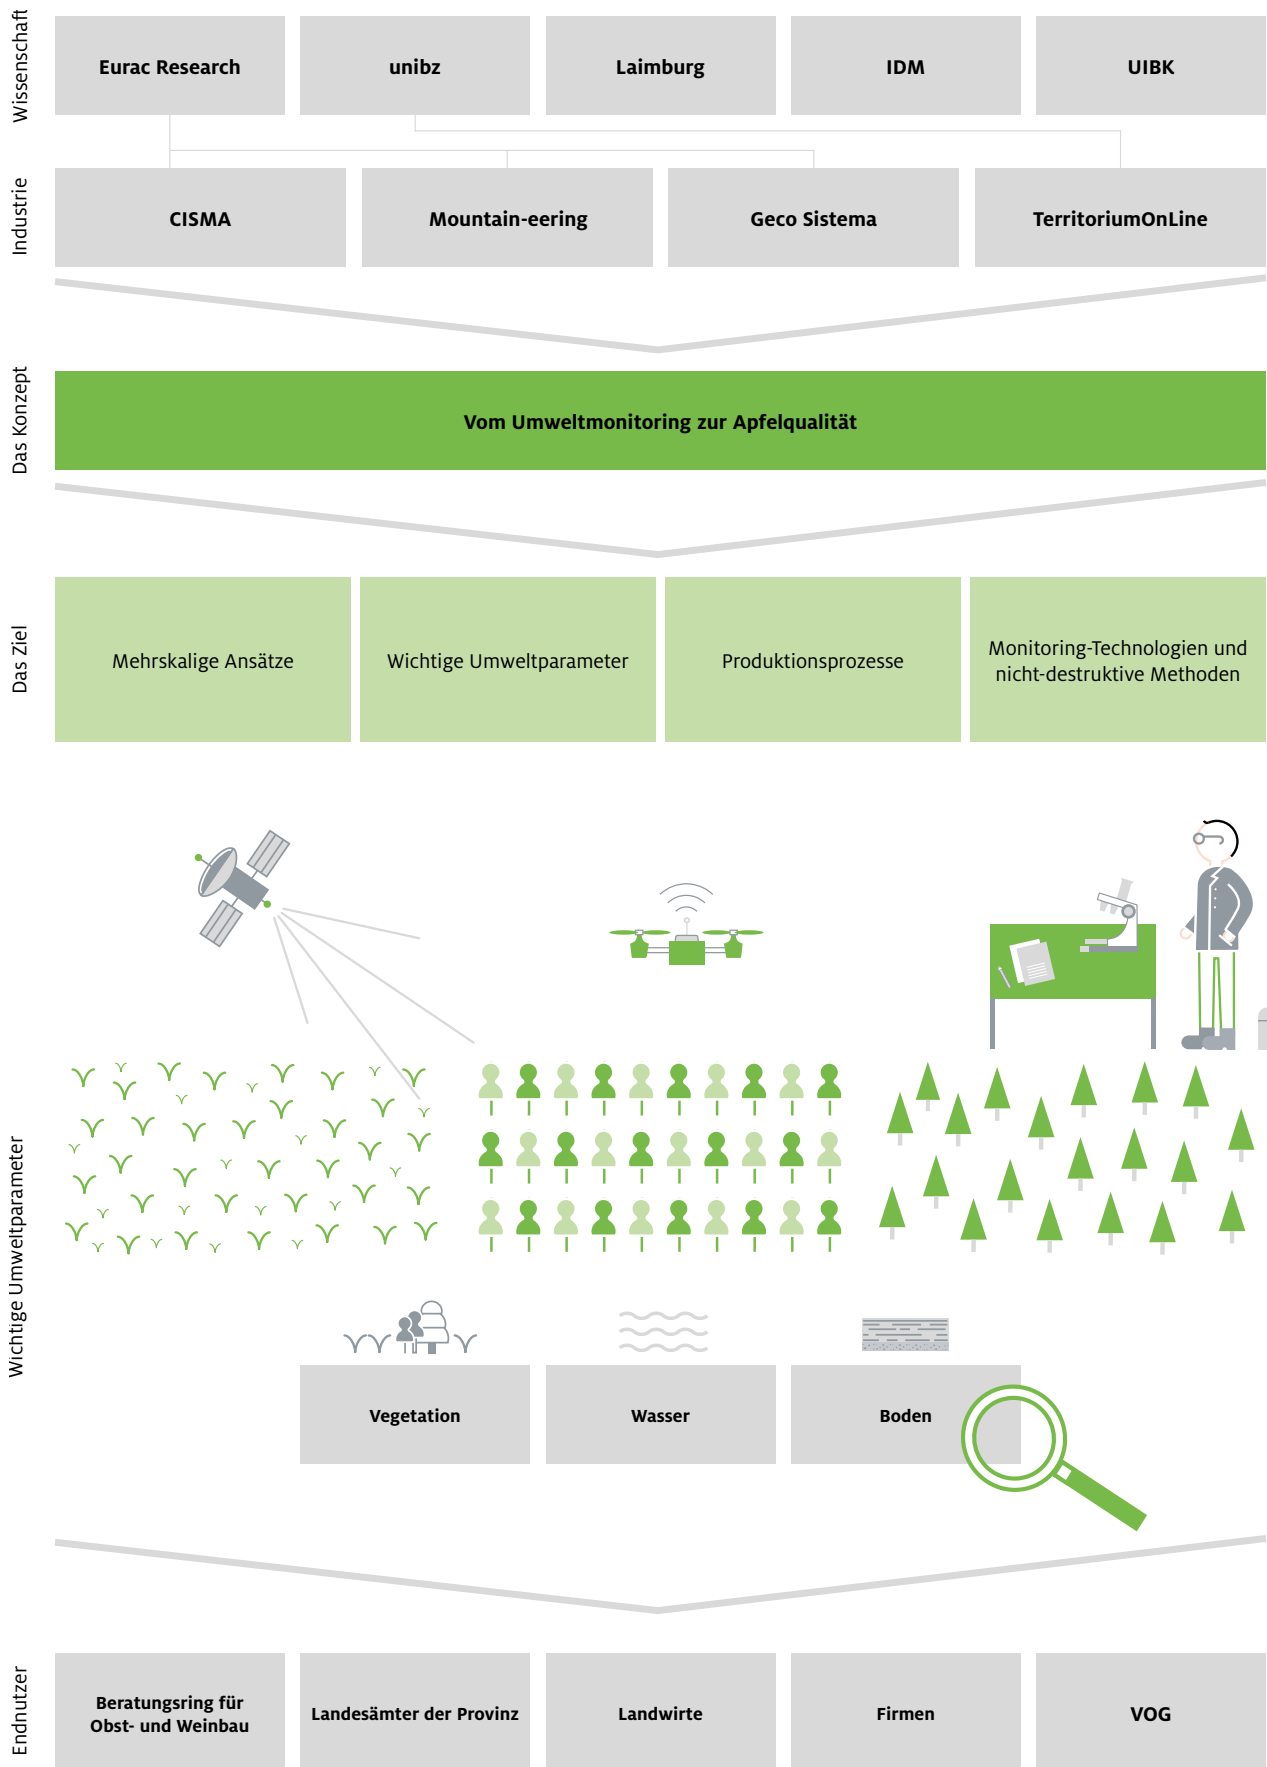 Wissenschaft
Eurac Research
unibz
Laimburg
IDM
UIBK
Industrie
CISMA
Mountain-eering
Geco Sistema
TerritoriumOnLine
Das Konzept
Vom Umweltmonitoring zur Apfelqualität
Das Ziel
Mehrskalige Ansätze
Wichtige Umweltparameter
Produktionsprozesse
Monitoring-Technologien und
nicht-destruktive Methoden
Wichtige Umweltparameter
Vegetation
Wasser
Boden
Endnutzer
Beratungsring für
Obst- und Weinbau
Landesämter der Provinz
Landwirte
Firmen
VOG